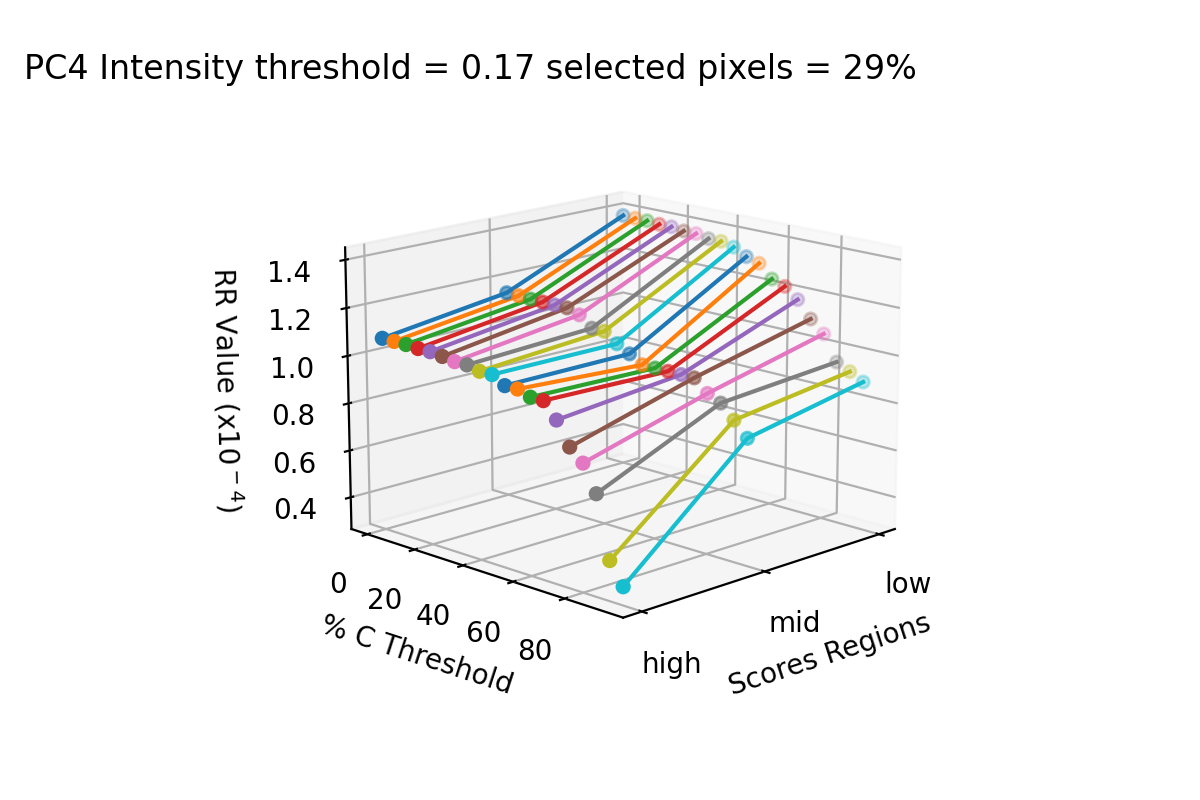 PC4 Intensity threshold = 0.17 selected pixels = 29%
1.4
1.2
1.0
0.8
0.6
0.4
RR Value (x10⁻⁴)
0
20
40
60
80
% C Threshold
high
mid
low
Scores Regions